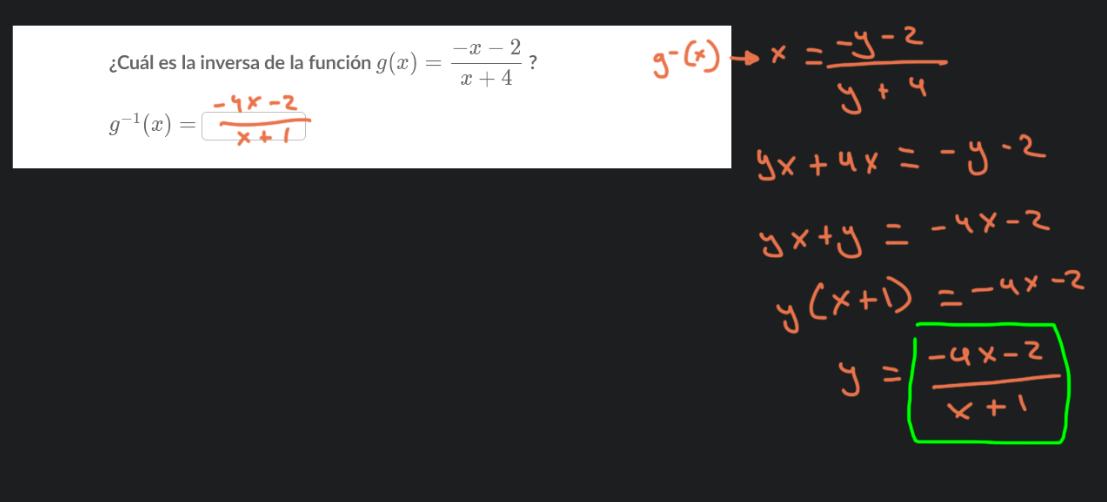 ¿Cuál es la inversa de la función g(x) = \frac{-x - 2}{x + 4} ?
g^{-1}(x) = \frac{-4x-2}{x+1}
g^{-}(x) → x = \frac{-y-2}{y+4}
yx + 4x = -y-2
yx+y = -4x-2
y(x+1) = -4x-2
y = \frac{-4x-2}{x+1}